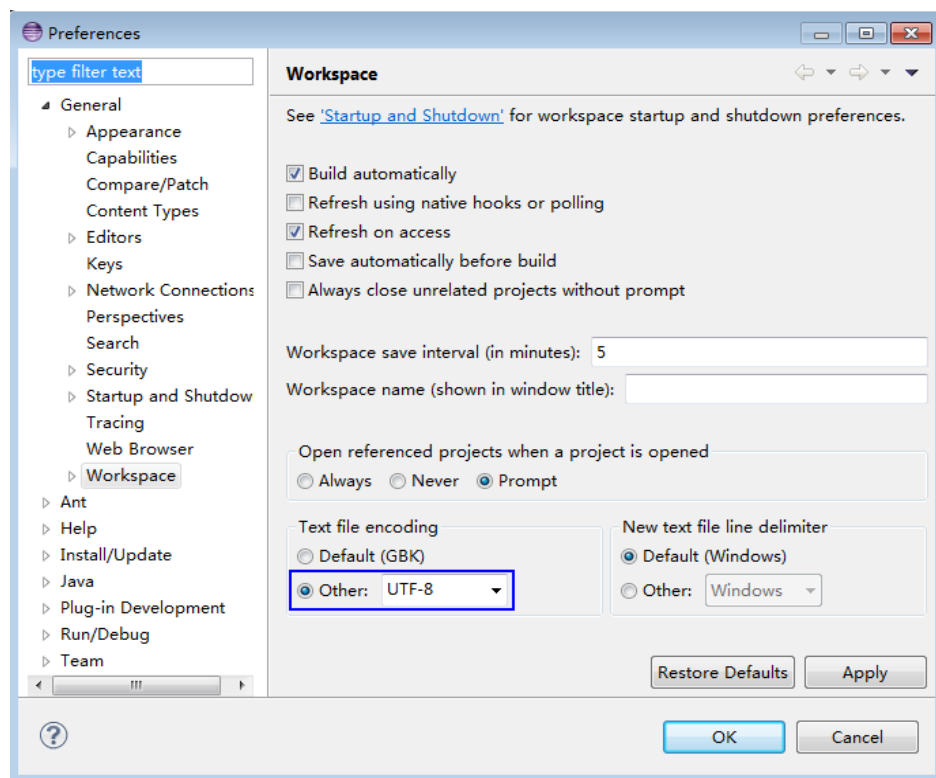 Preferences
type filter text
General
Appearance
Capabilities
Compare/Patch
Content Types
Editors
Keys
Network Connections
Perspectives
Search
Security
Startup and Shutdow
Tracing
Web Browser
Workspace
Ant
Help
Install/Update
Java
Plug-in Development
Run/Debug
Team
Workspace
See 'Startup and Shutdown' for workspace startup and shutdown preferences.
Build automatically
Refresh using native hooks or polling
Refresh on access
Save automatically before build
Always close unrelated projects without prompt
Workspace save interval (in minutes): 5
Workspace name (shown in window title):
Open referenced projects when a project is opened
Always Never Prompt
Text file encoding
Default (GBK)
Other: UTF-8
New text file line delimiter
Default (Windows)
Other: Windows
Restore Defaults Apply
OK Cancel